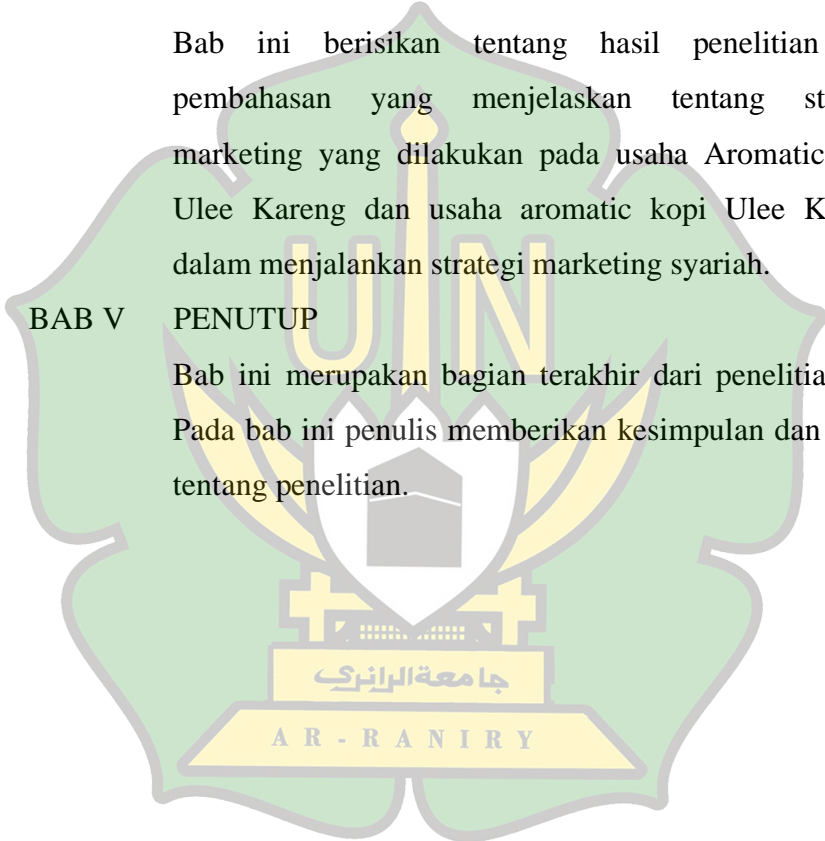 Bab ini berisikan tentang hasil penelitian
pembahasan yang menjelaskan tentang st
marketing yang dilakukan pada usaha Aromatic
Ulee Kareng dan usaha aromatic kopi Ulee K
dalam menjalankan strategi marketing syariah.
BAB V PENUTUP
Bab ini merupakan bagian terakhir dari penelitia
Pada bab ini penulis memberikan kesimpulan dan
tentang penelitian.
UIN
جامعةالرانري
AR-RANIRY